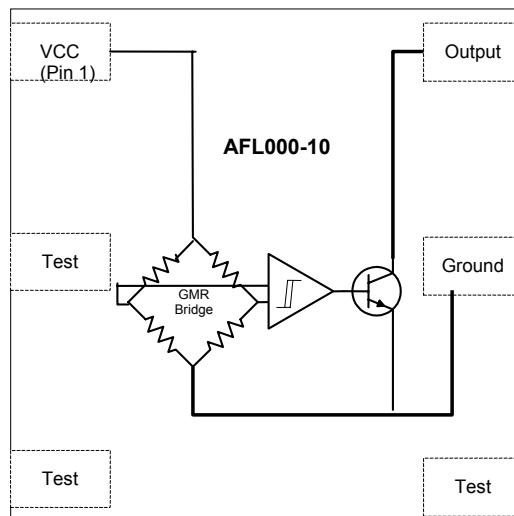 VCC
(Pin 1)
Output
AFL000-10
Test
Ground
GMR
Bridge
Test
Test